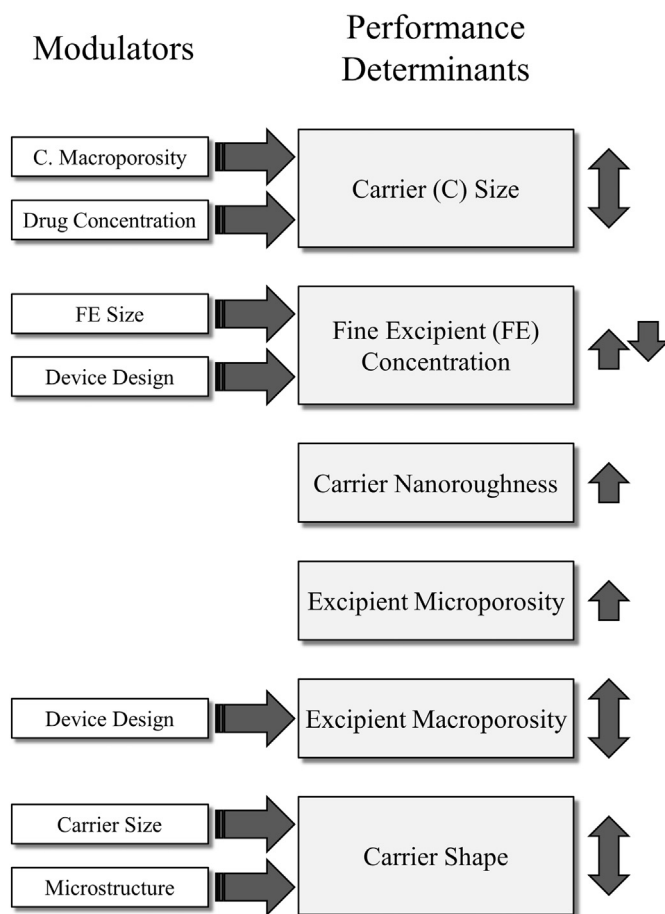 Modulators
Performance
Determinants
C. Macroporosity
Drug Concentration
Carrier (C) Size
FE Size
Device Design
Fine Excipient (FE)
Concentration
Carrier Nanoroughness
Excipient Microporosity
Device Design
Excipient Macroporosity
Carrier Size
Microstructure
Carrier Shape